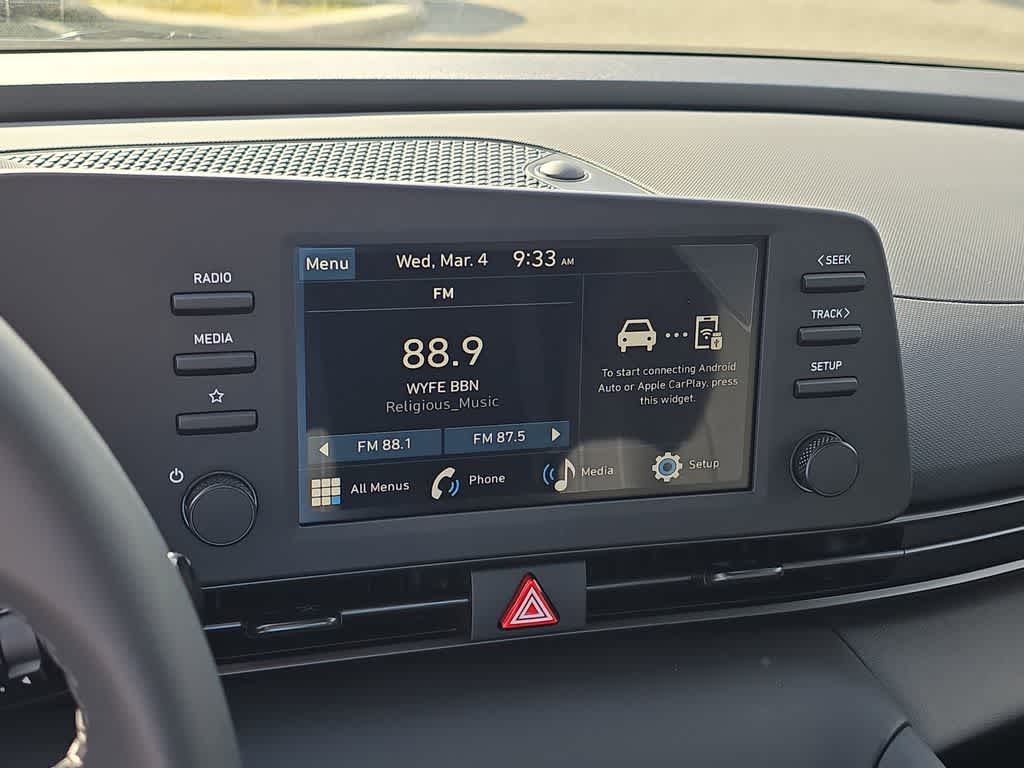 RADIO
MEDIA
Menu
Wed, Mar. 4 9:33 AM
FM
88.9
WYFE BBN
Religious_Music
FM 88.1 FM 87.5
To start connecting Android
Auto or Apple CarPlay, press
this widget.
All Menus Phone Media Setup
<SEEK
TRACK>
SETUP